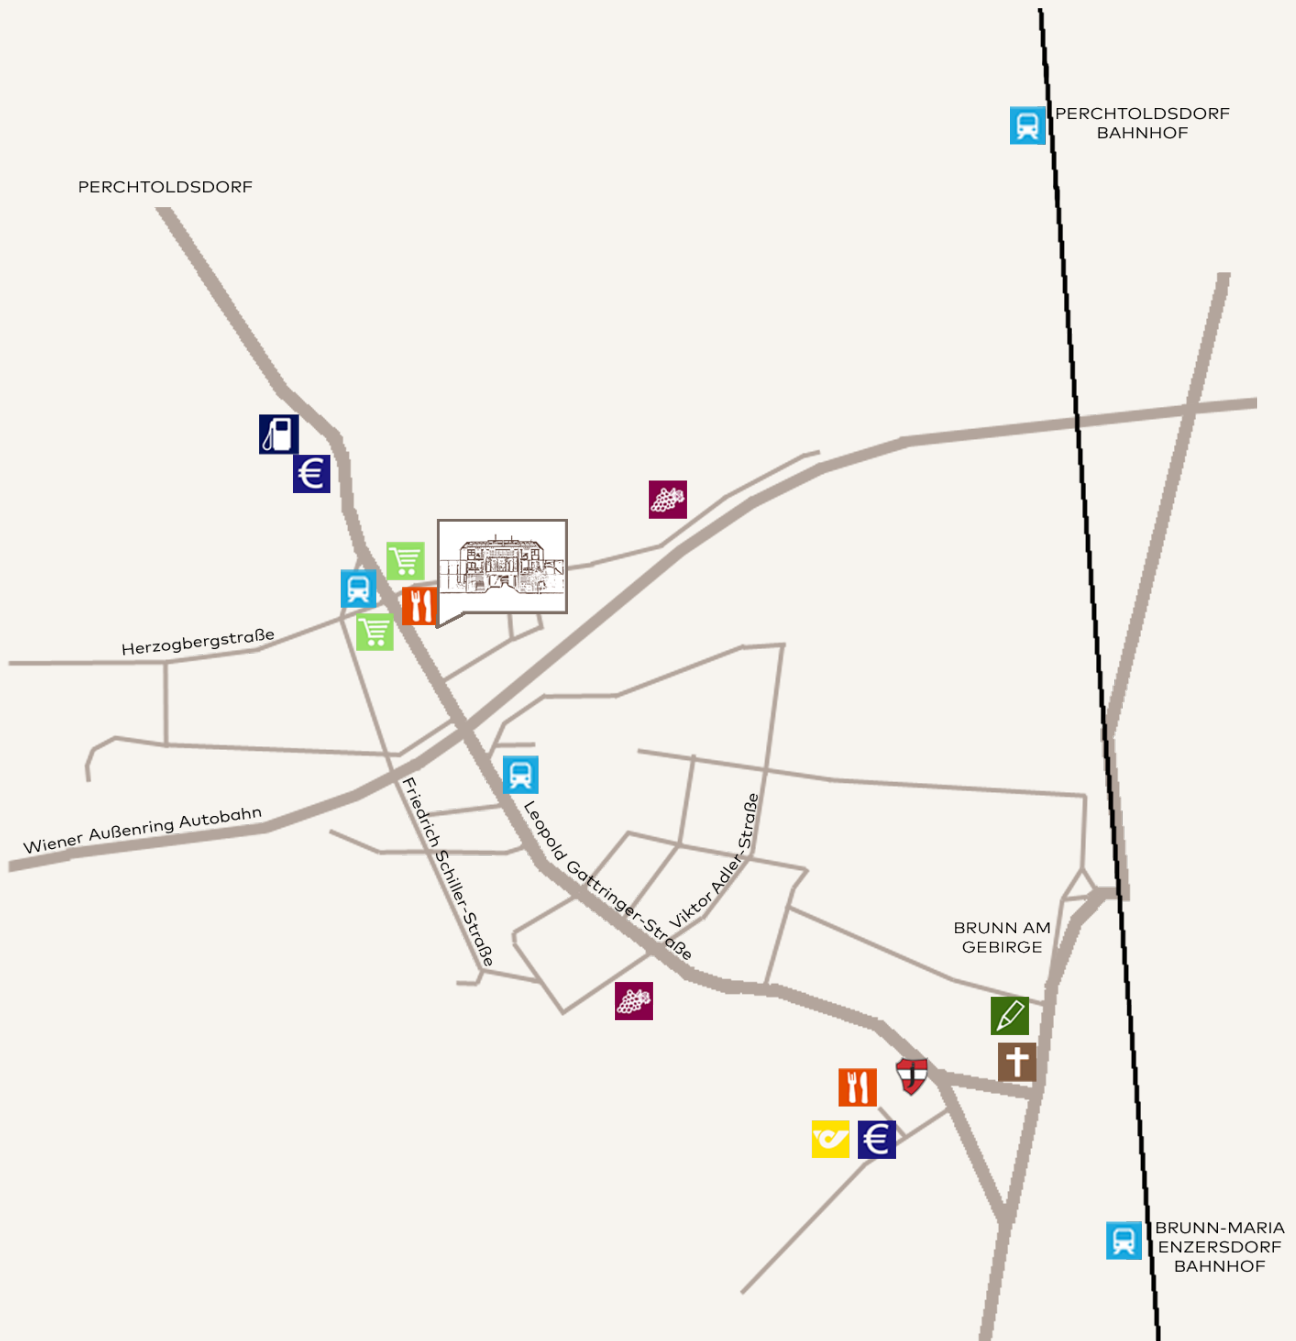 PERCHTOLDSDORF
BAHNHOF
PERCHTOLDSDORF
€
Herzogbergstraße
Wiener Außenring Autobahn
Friedrich Schiller-Straße
Leopold Gattringer-Straße
Viktor Adler-Straße
BRUNN AM
GEBIRGE
€
BRUNN-MARIA
ENZERSDORF
BAHNHOF